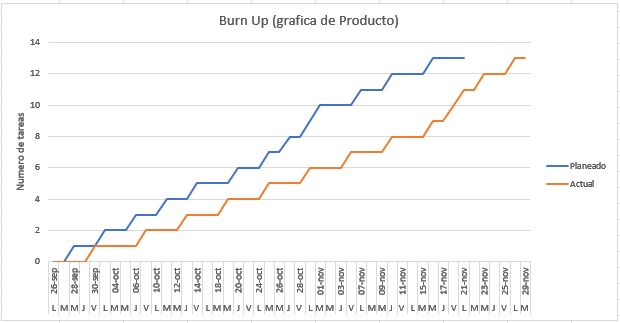 Burn Up (grafica de Producto)
14
12
10
8
6
4
2
0
Numero de tareas
26-sep 28-sep 30-sep 04-oct 06-oct 10-oct 12-oct 14-oct 18-oct 20-oct 24-oct 26-oct 28-oct 01-nov 03-nov 07-nov 09-nov 11-nov 15-nov 17-nov 21-nov 23-nov 25-nov 29-nov
L M M J V L M M J V L M M J V L M M J V L M M J V L M M J V L M M J V L M M J V L M M J V L M
Planeado
Actual